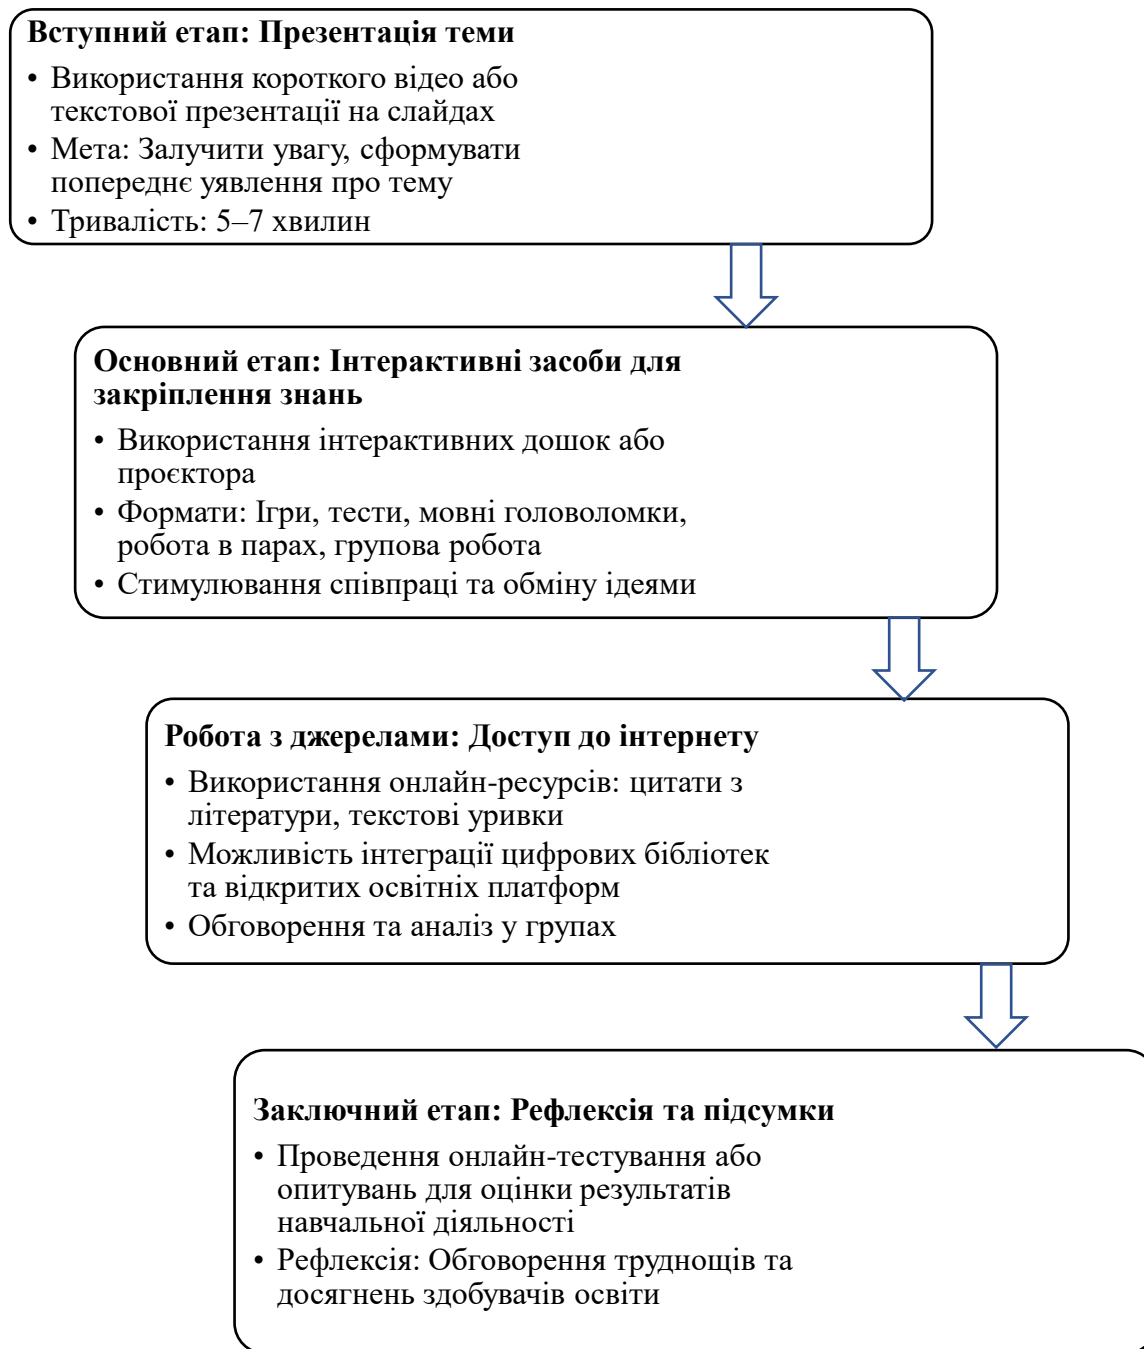 Вступний етап: Презентація теми
• Використання короткого відео або
текстової презентації на слайдах
• Мета: Залучити увагу, сформувати
попереднє уявлення про тему
• Тривалість: 5–7 хвилин
Основний етап: Інтерактивні засоби для
закріплення знань
• Використання інтерактивних дошок або
проєктора
• Формати: Ігри, тести, мовні головоломки,
робота в парах, групова робота
• Стимулювання співпраці та обміну ідеями
Робота з джерелами: Доступ до інтернету
• Використання онлайн-ресурсів: цитати з
літератури, текстові уривки
• Можливість інтеграції цифрових бібліотек
та відкритих освітніх платформ
• Обговорення та аналіз у групах
Заключний етап: Рефлексія та підсумки
• Проведення онлайн-тестування або
опитувань для оцінки результатів
навчальної діяльності
• Рефлексія: Обговорення труднощів та
досягнень здобувачів освіти